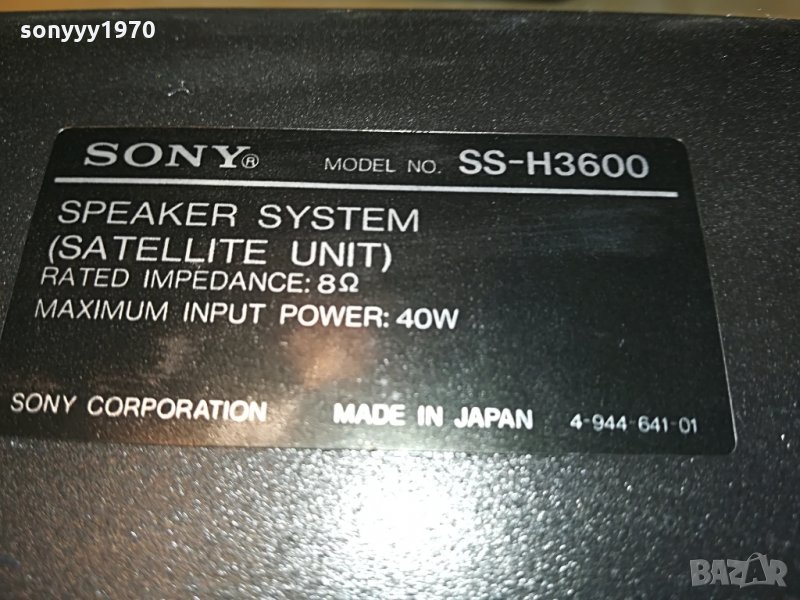 sonyyy1970
SONY® MODEL NO. SS-H3600
SPEAKER SYSTEM
(SATELLITE UNIT)
RATED IMPEDANCE: 8Ω
MAXIMUM INPUT POWER: 40W
SONY CORPORATION MADE IN JAPAN 4-944-641-01
BAZAR